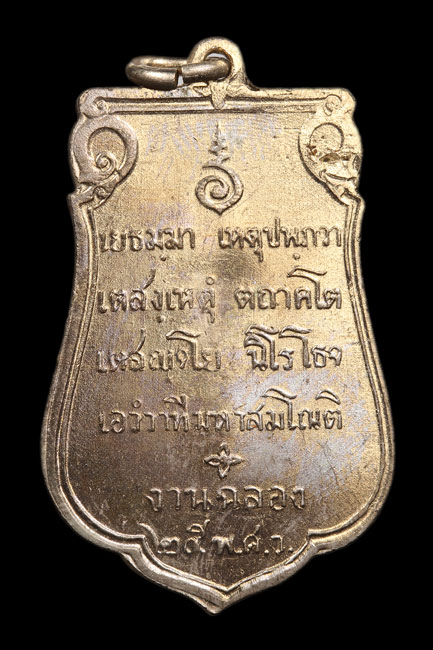 เยธมฺมา เหตุปฺปภวา
เตสํเหตุํ ตถาคโต
เตสญฺจโย นิโรโธจ
เอวํวาที มหาสมโณติ
งานฉลอง
๒๕ พ.ศ.ว.